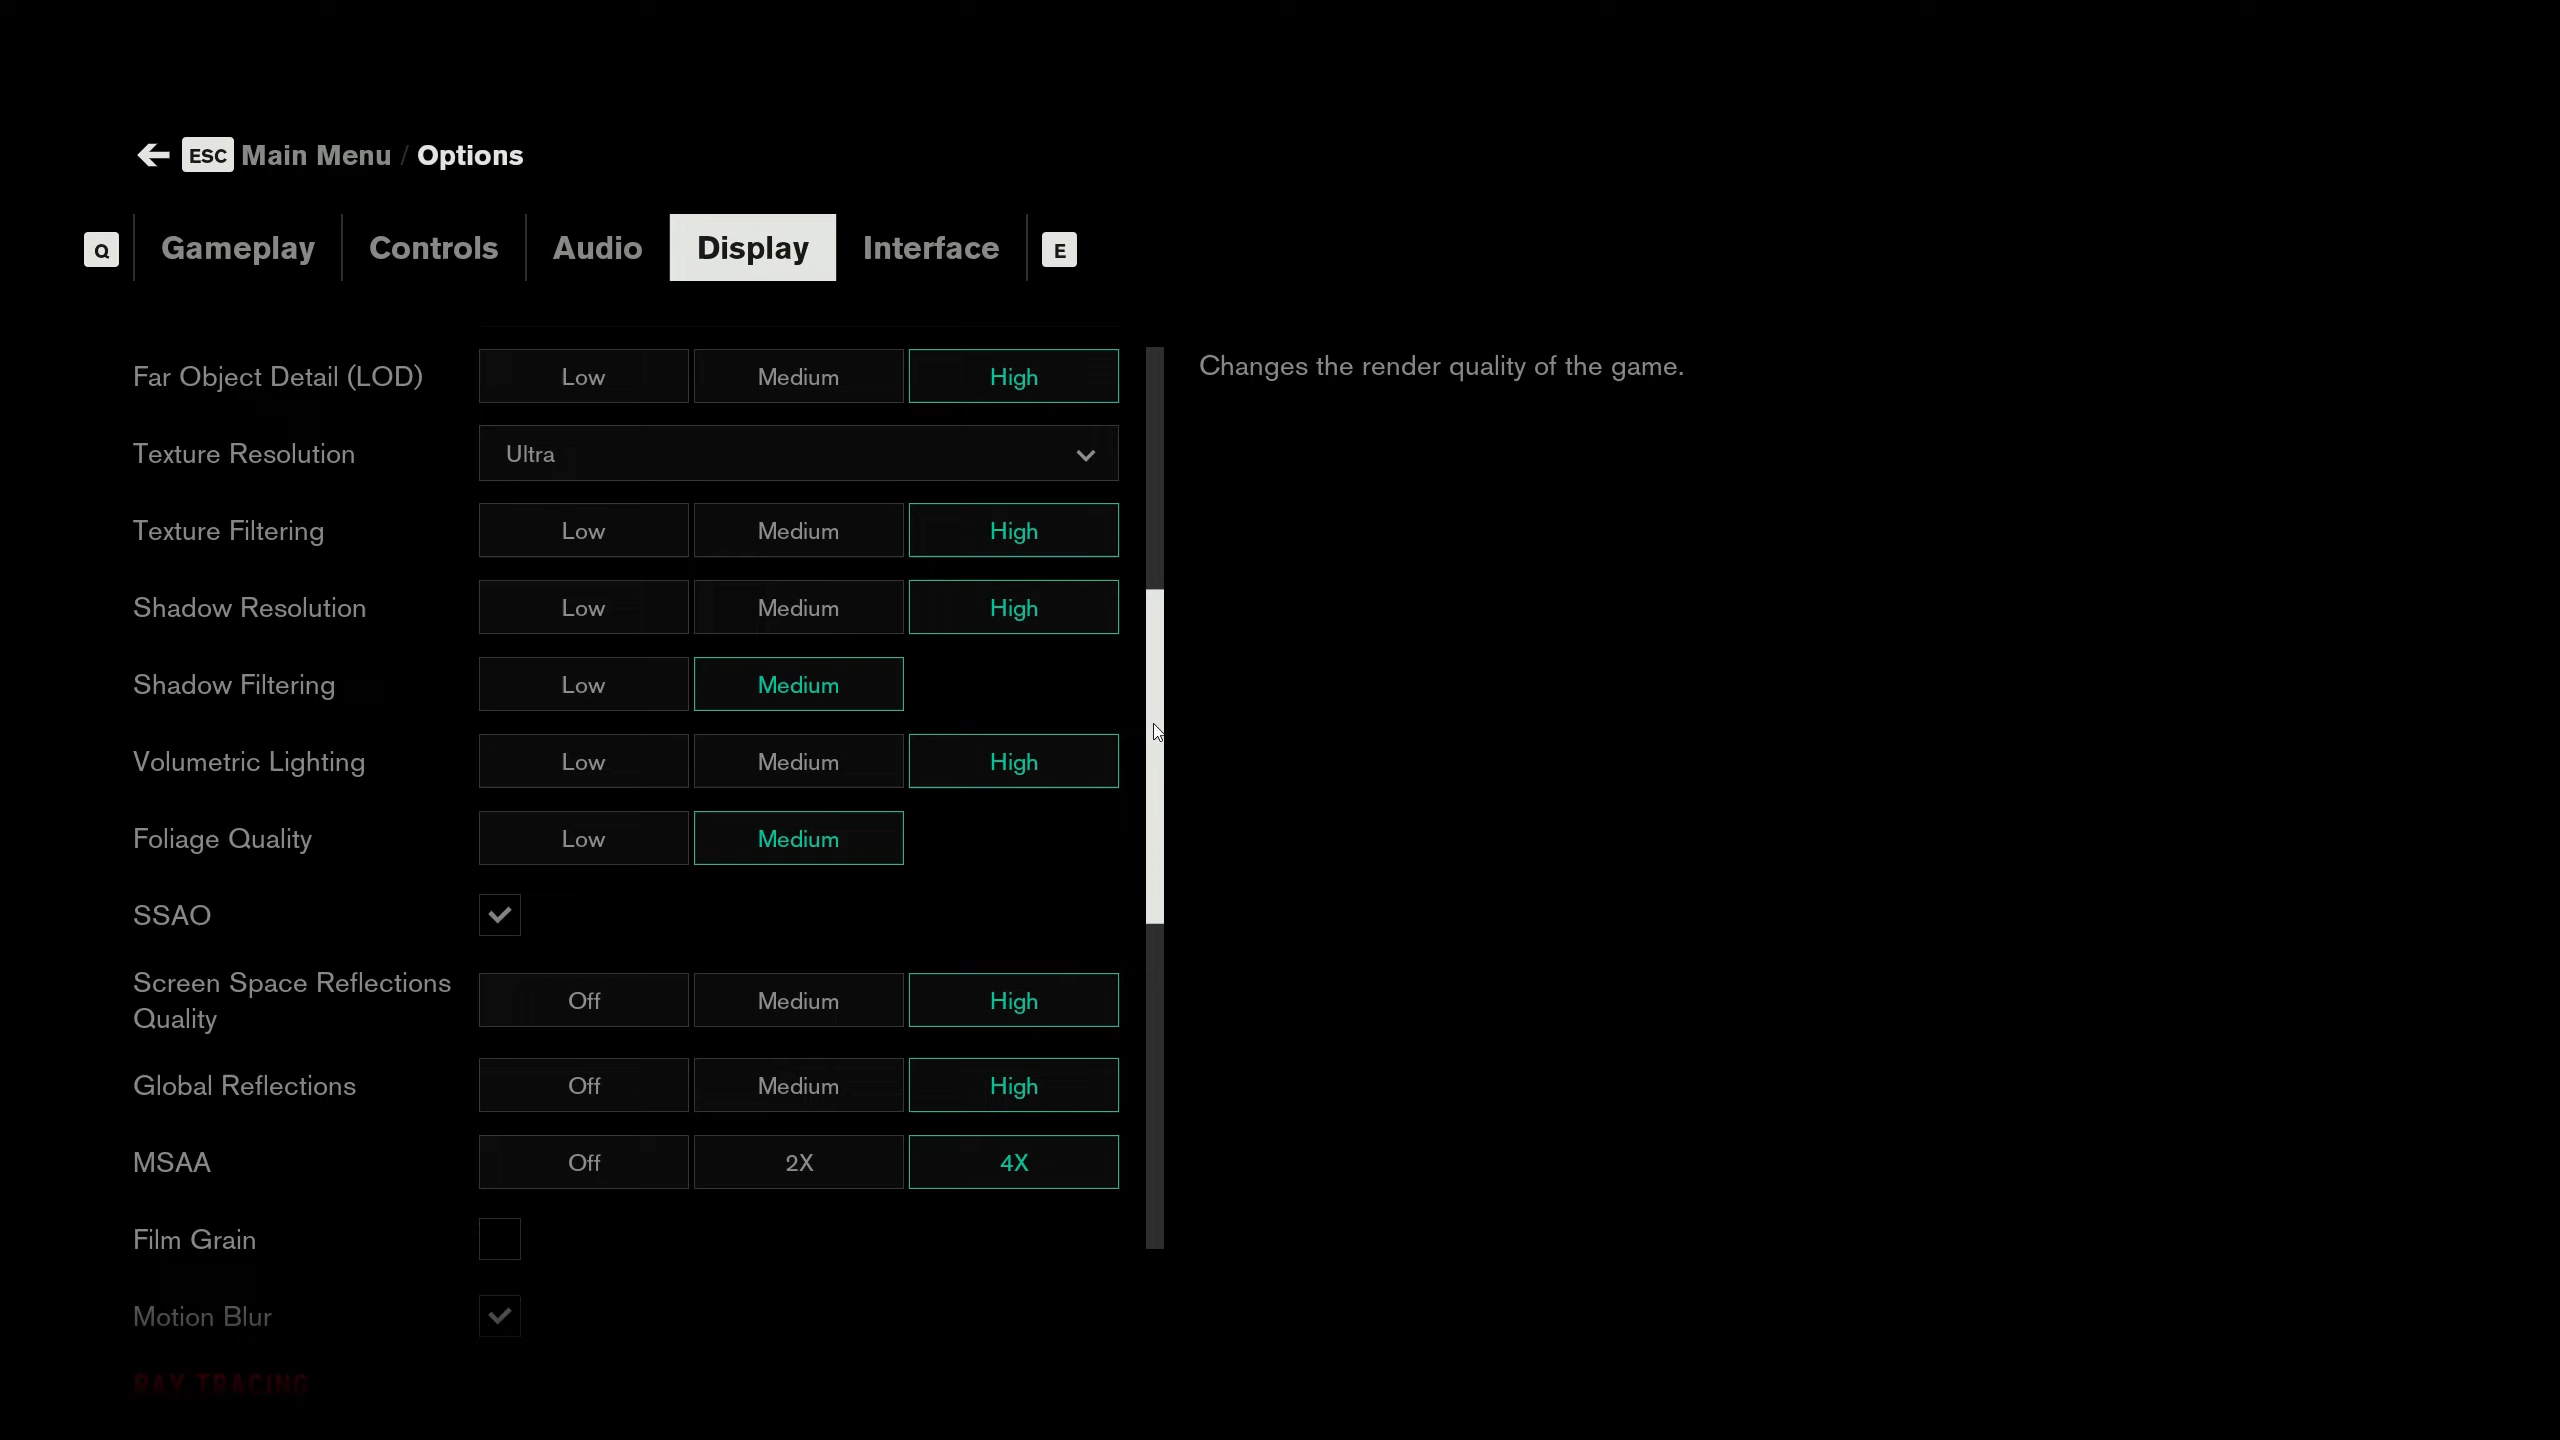 ESC Main Menu / Options
Q Gameplay Controls Audio Display Interface E
Far Object Detail (LOD) Low Medium High
Changes the render quality of the game.
Texture Resolution Ultra
Texture Filtering Low Medium High
Shadow Resolution Low Medium High
Shadow Filtering Low Medium
Volumetric Lighting Low Medium High
Foliage Quality Low Medium
SSAO
Screen Space Reflections
Quality Off Medium High
Global Reflections Off Medium High
MSAA Off 2X 4X
Film Grain
Motion Blur
RAY TRACING